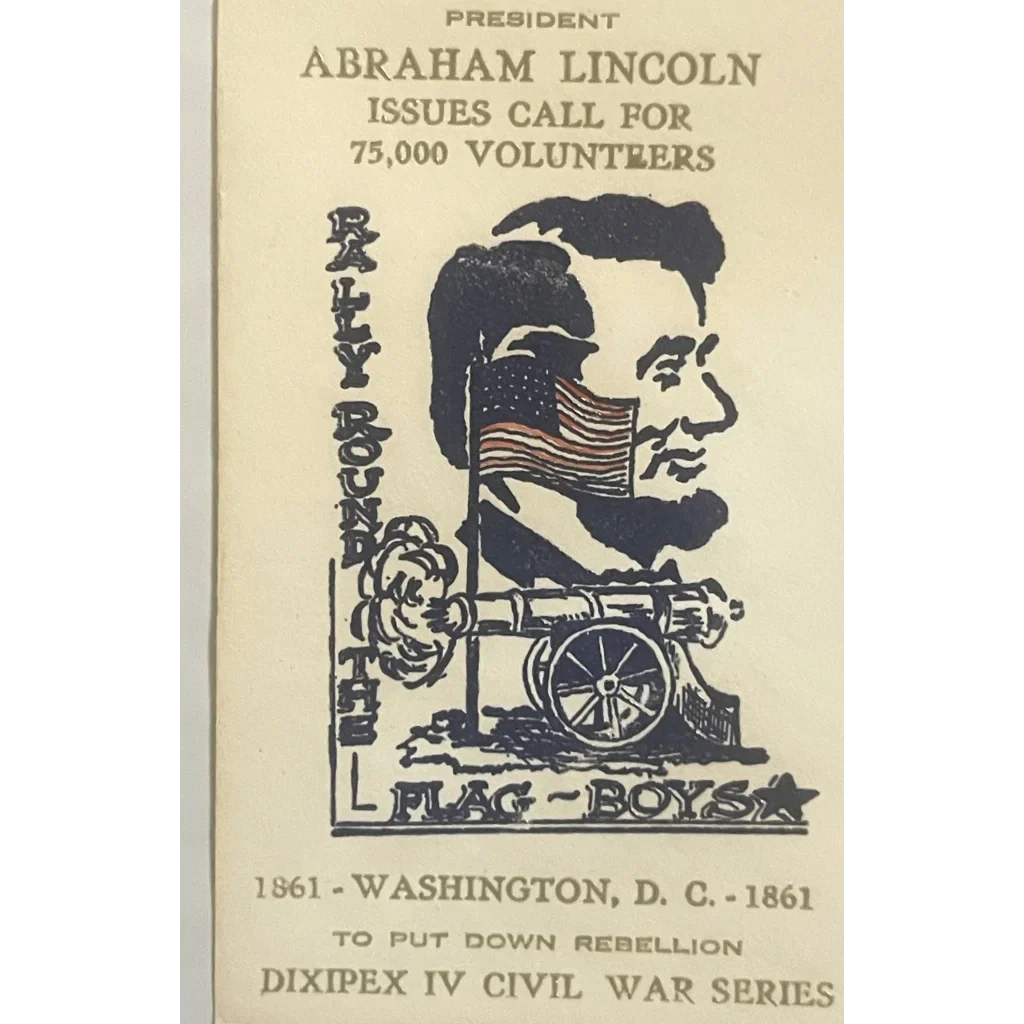 PRESIDENT
ABRAHAM LINCOLN
ISSUES CALL FOR
75,000 VOLUNTEERS
RALLY ROUND THE
FLAG ~ BOYS
1861 - WASHINGTON, D. C. - 1861
TO PUT DOWN REBELLION
DIXIPEX IV CIVIL WAR SERIES